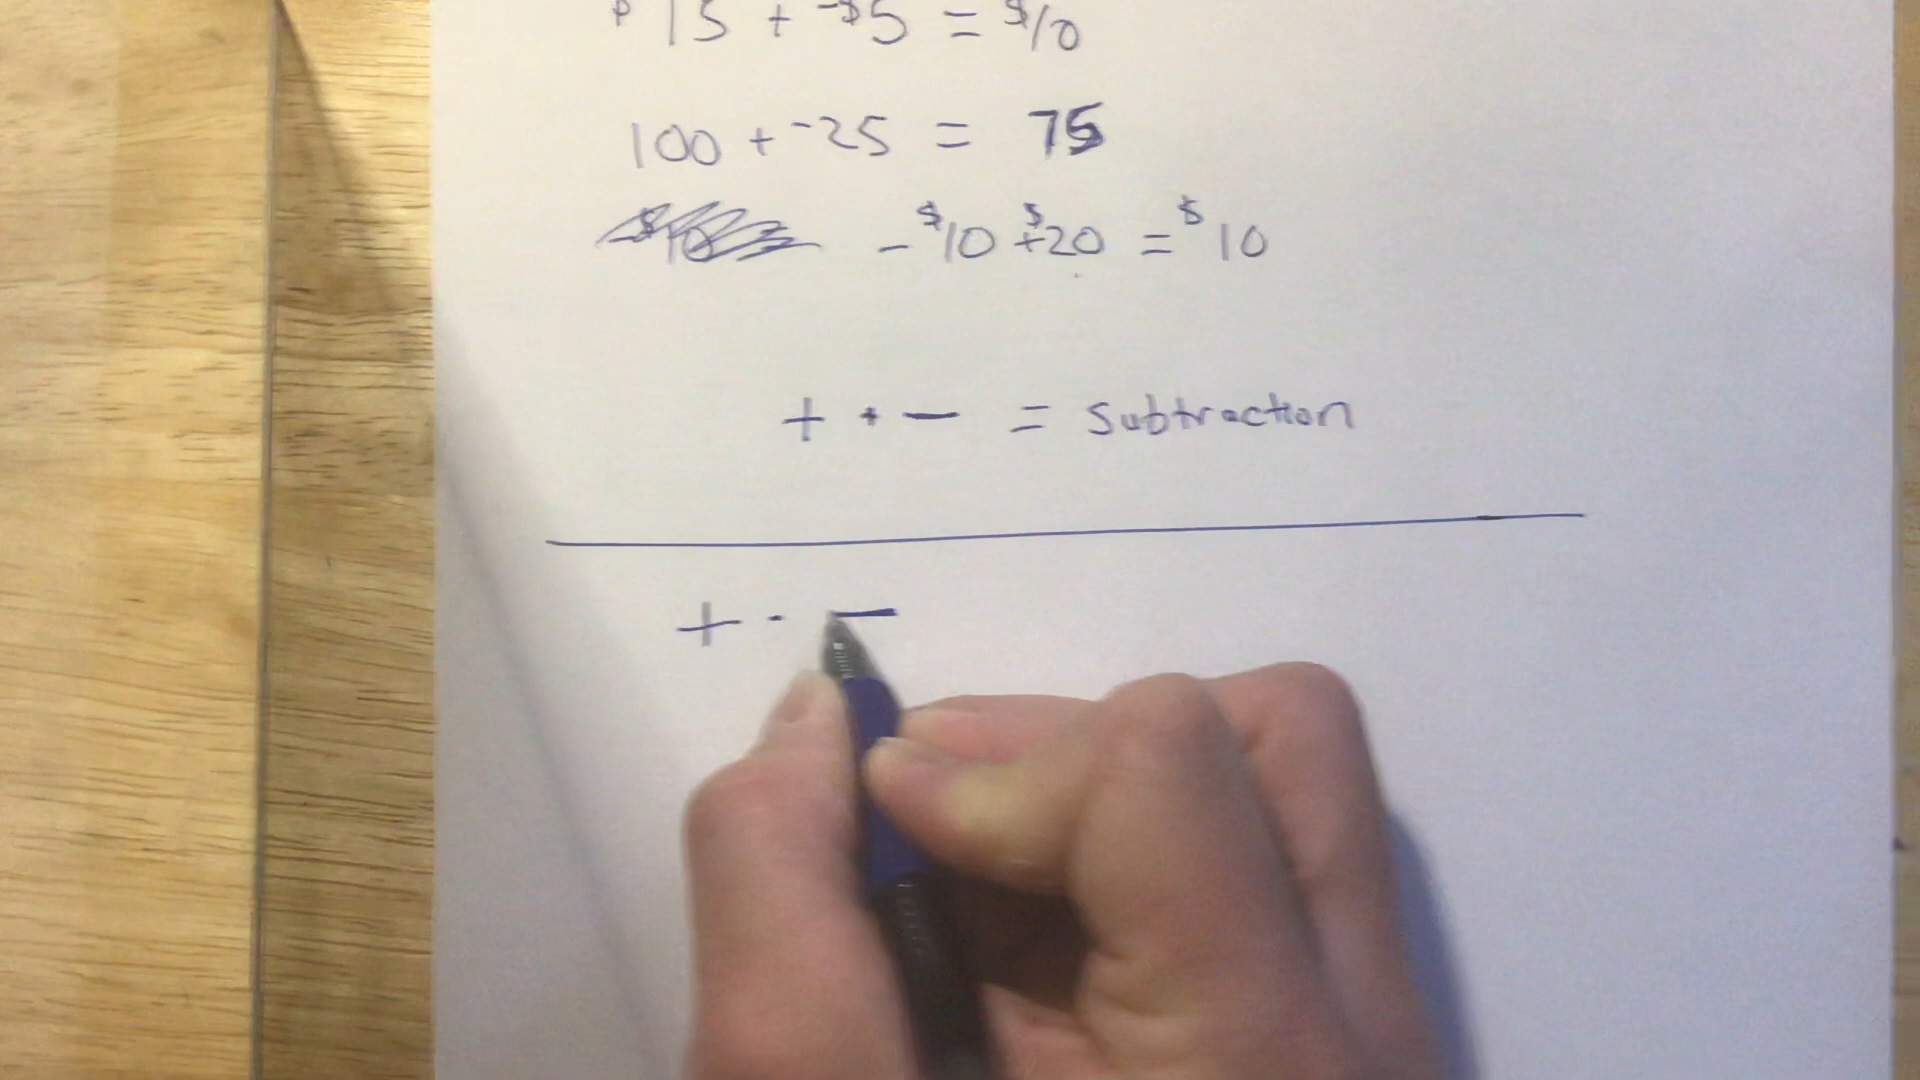 $15 + -$5 = $10
100 + -25 = 75
-$10 + $20 = $10
+ + - = Subtraction
+ - -